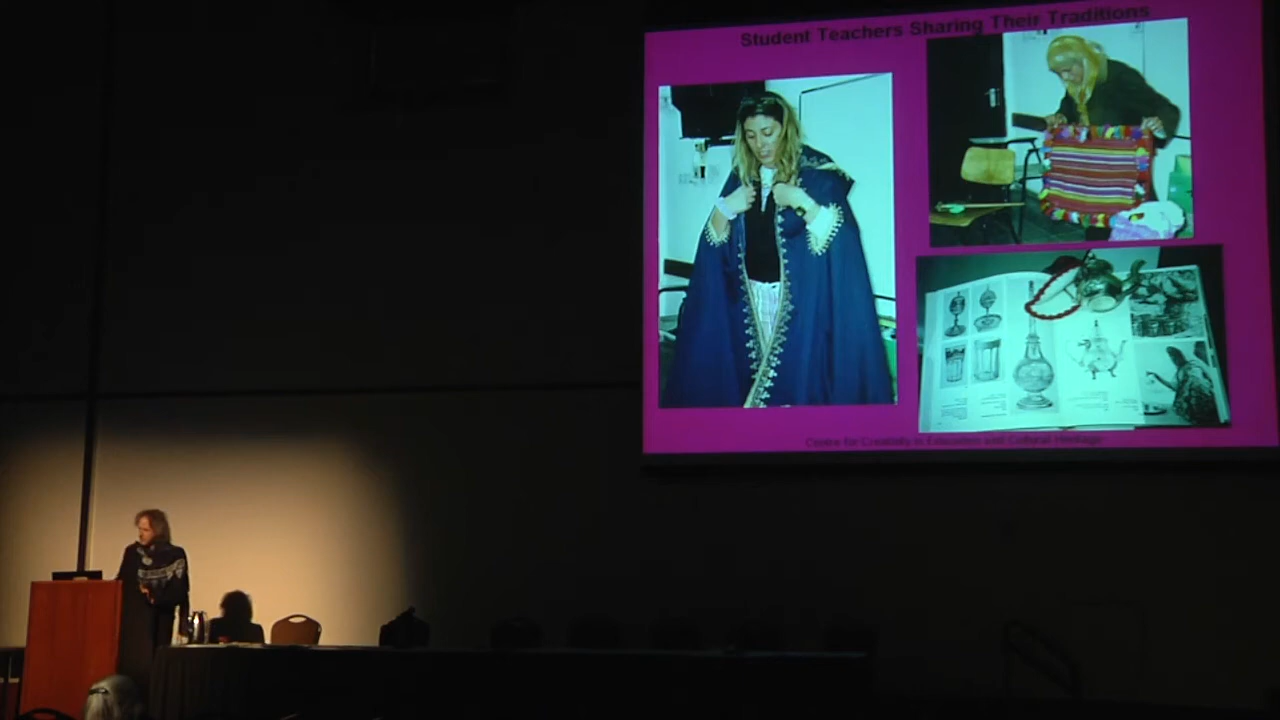 Student Teachers Sharing Their Traditions
Centre for Creativity in Education and Cultural Heritage